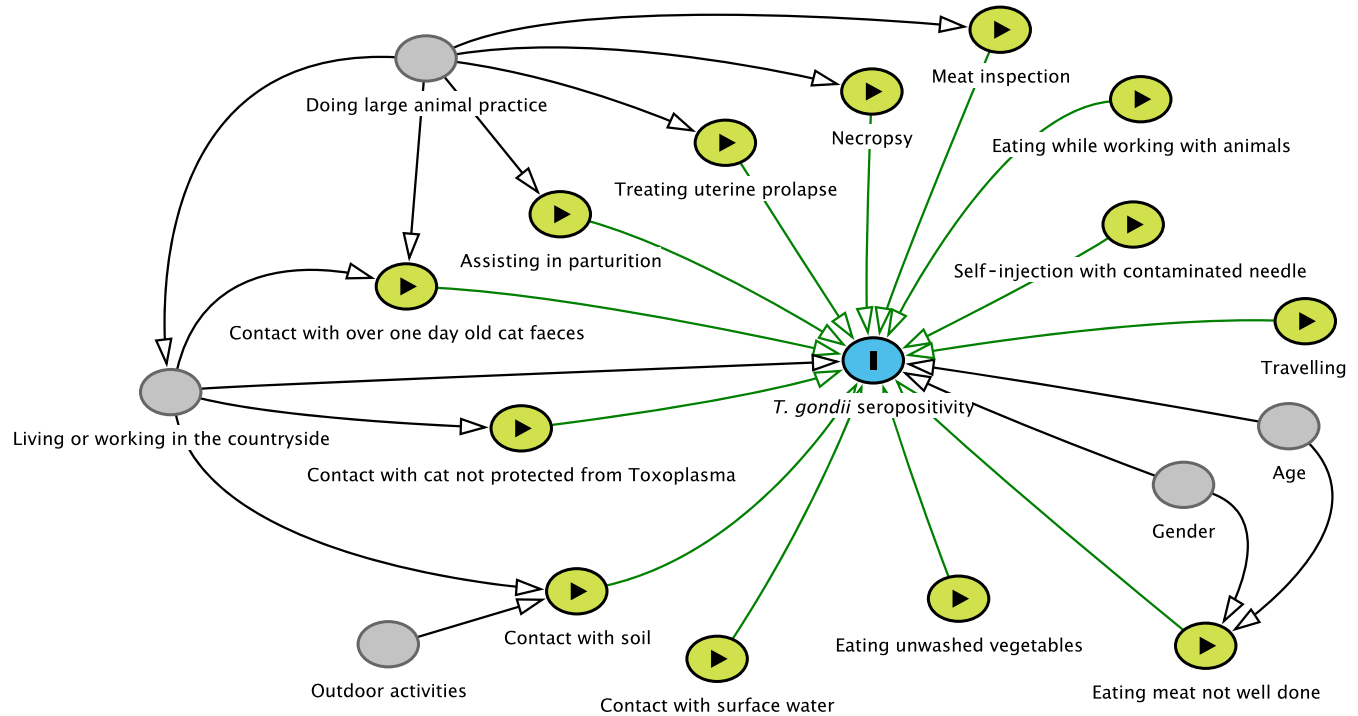 Meat inspection
Doing large animal practice
Necropsy
Eating while working with animals
Treating uterine prolapse
Assisting in parturition
Self-injection with contaminated needle
Contact with over one day old cat faeces
Travelling
T. gondii seropositivity
Living or working in the countryside
Contact with cat not protected from Toxoplasma
Age
Gender
Contact with soil
Eating unwashed vegetables
Outdoor activities
Eating meat not well done
Contact with surface water